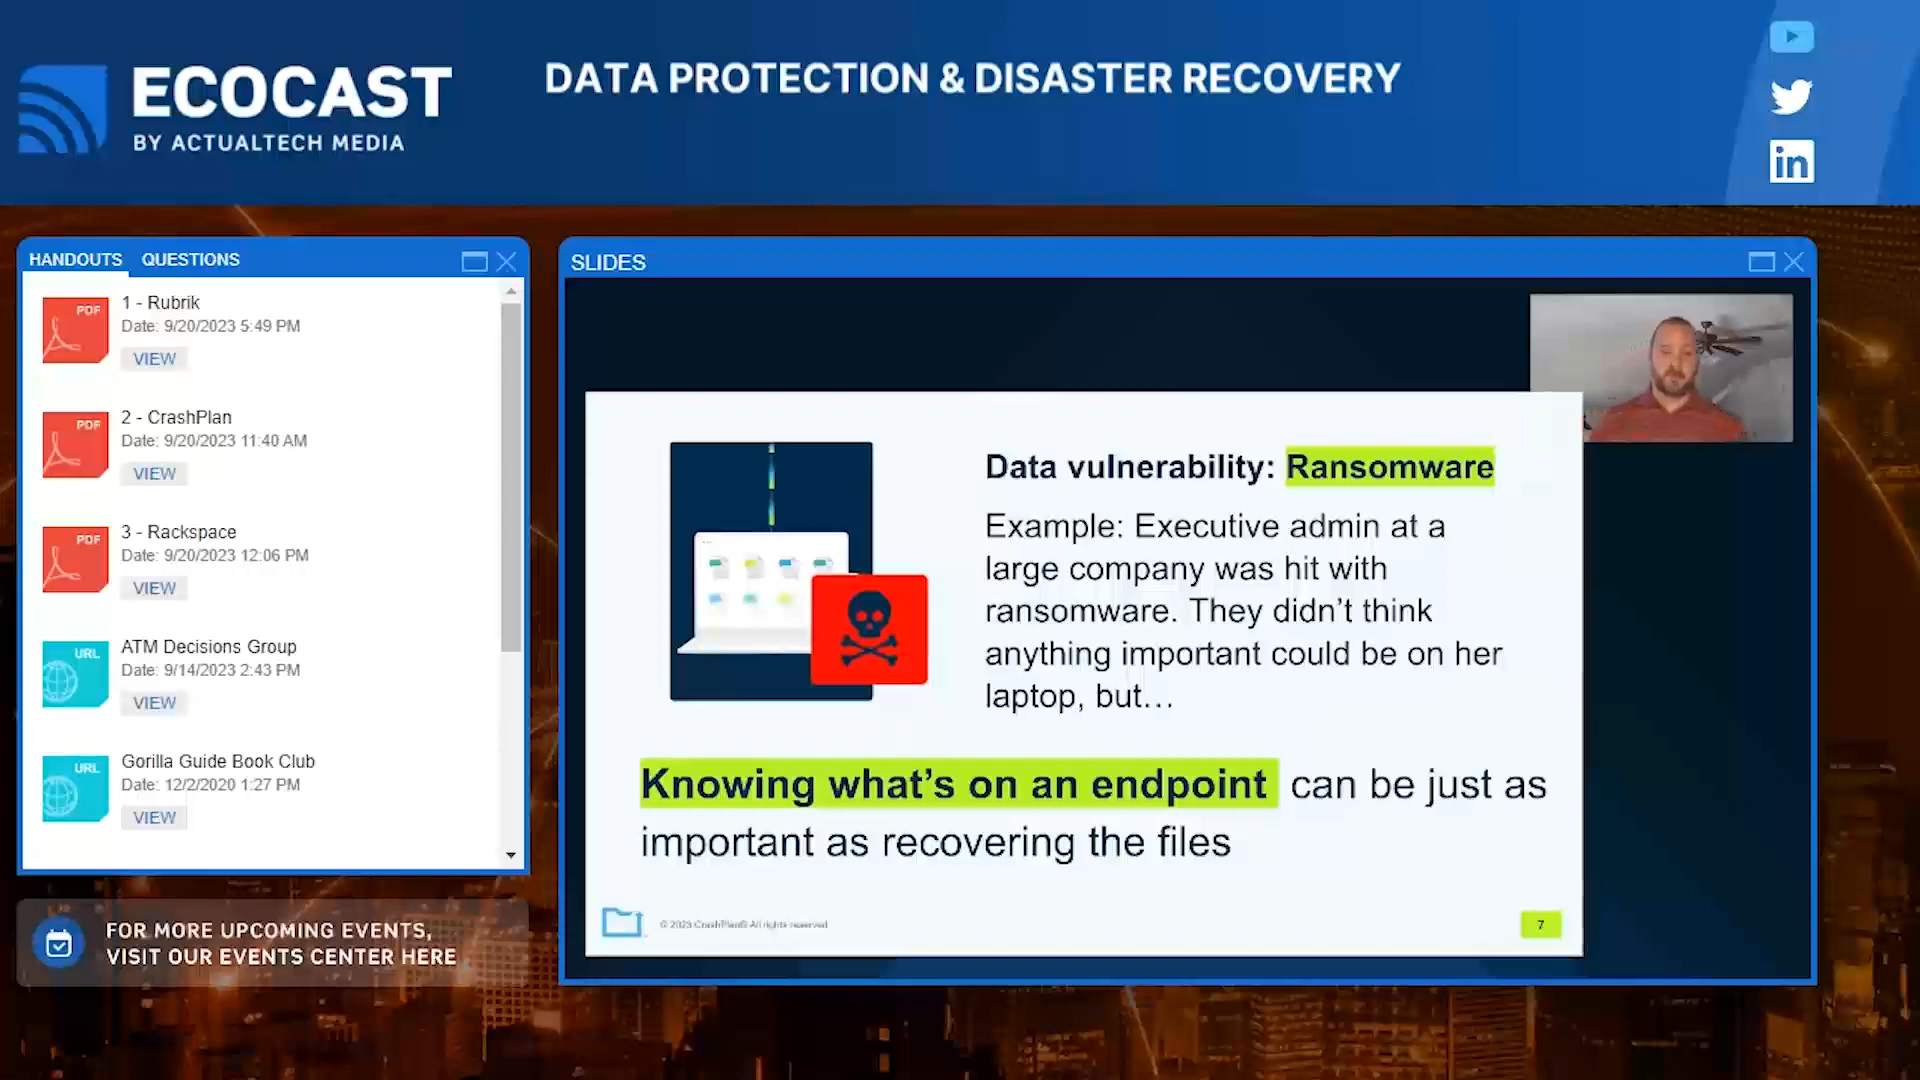 ECOCAST
BY ACTUALTECH MEDIA
DATA PROTECTION & DISASTER RECOVERY
in
HANDOUTS QUESTIONS
PDF
1 - Rubrik
Date: 9/20/2023 5:49 PM
VIEW
PDF
2 - CrashPlan
Date: 9/20/2023 11:40 AM
VIEW
PDF
3 - Rackspace
Date: 9/20/2023 12:06 PM
VIEW
URL
ATM Decisions Group
Date: 9/14/2023 2:43 PM
VIEW
URL
Gorilla Guide Book Club
Date: 12/2/2020 1:27 PM
VIEW
FOR MORE UPCOMING EVENTS,
VISIT OUR EVENTS CENTER HERE
SLIDES
Data vulnerability: Ransomware
Example: Executive admin at a
large company was hit with
ransomware. They didn’t think
anything important could be on her
laptop, but…
Knowing what’s on an endpoint can be just as
important as recovering the files
© 2023 CrashPlan® All rights reserved
7